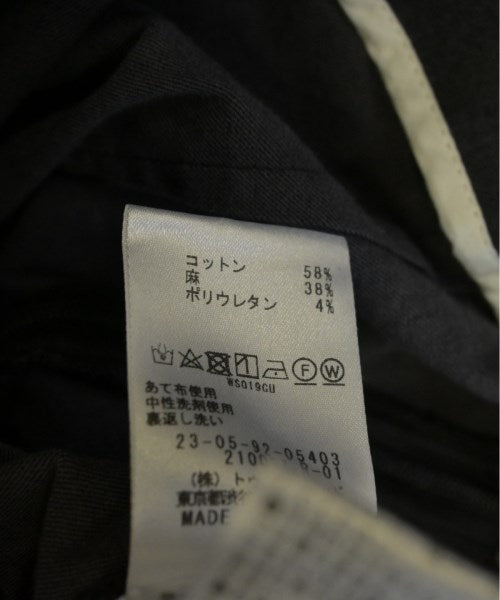 コットン 58%
麻 38%
ポリウレタン 4%
F W
WS019CU
あて布使用
中性洗剤使用
裏返し洗い
23-05-92-05403
-01
(株)
東京都渋
MADE